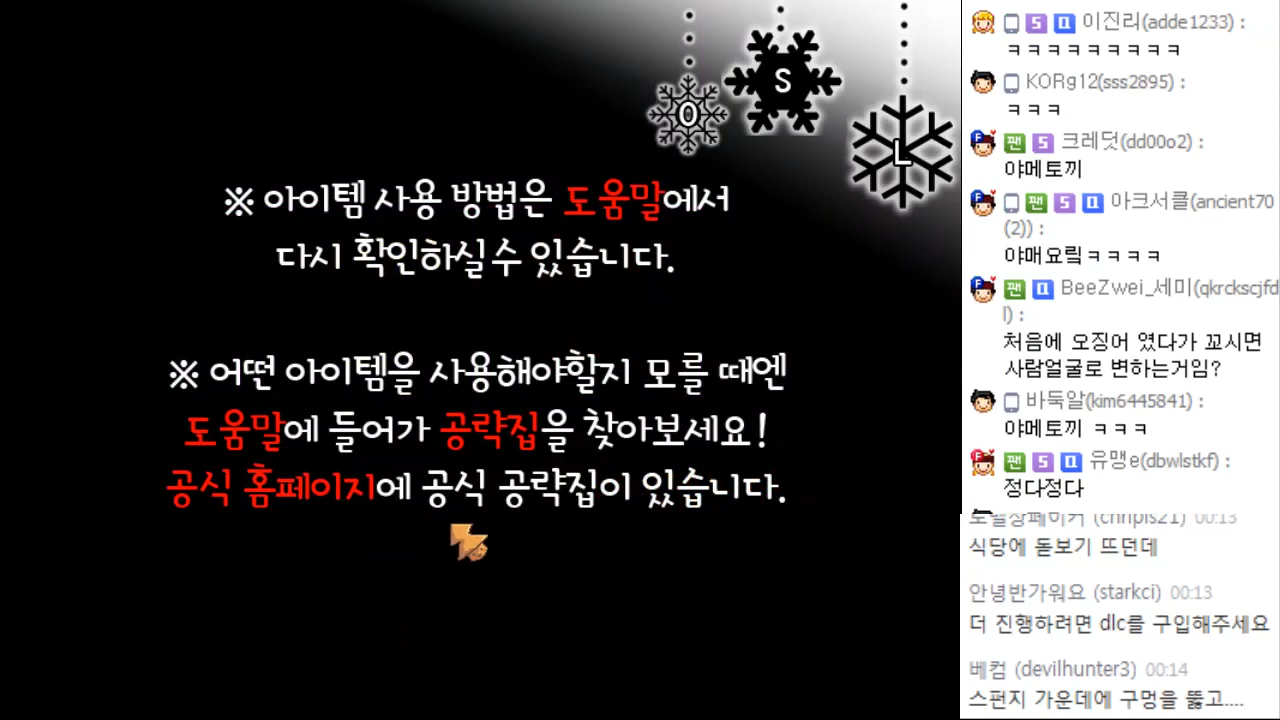 O
S
L
※ 아이템 사용 방법은 도움말에서
다시 확인하실수 있습니다.
※ 어떤 아이템을 사용해야할지 모를 때엔
도움말에 들어가 공략집을 찾아보세요!
공식 홈페이지에 공식 공략집이 있습니다.
이진리(adde1233) :
ㅋㅋㅋㅋㅋㅋㅋㅋㅋ
KORg12(sss2895) :
ㅋㅋㅋ
팬 S 크레덧(dd00o2) :
야메토끼
팬 S 아크서클(ancient70
(2)) :
야매요맄ㅋㅋㅋㅋ
팬 BeeZwei_세미(qkrckscjfd
l) :
처음에 오징어 였다가 꼬시면
사람얼굴로 변하는거임?
바둑알(kim6445841) :
야메토끼 ㅋㅋㅋ
팬 S 유맹e(dbwlstkf) :
정다정다
00:13
식당에 돋보기 뜨던데
안녕반가워요 (starkci) 00:13
더 진행하려면 dlc를 구입해주세요
베컴 (devilhunter3) 00:14
스펀지 가운데에 구멍을 뚫고....